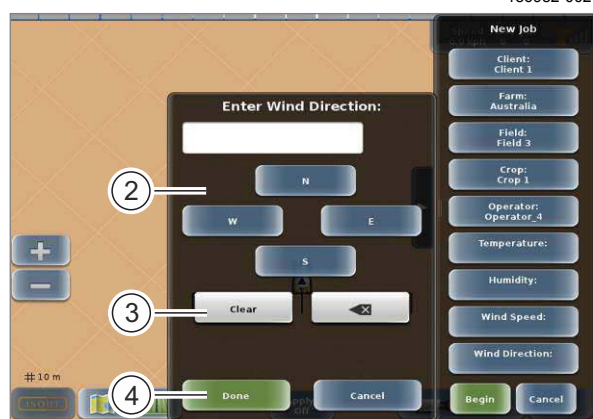 New Job
Client:
Client 1
Farm:
Australia
Field:
Field 3
Crop:
Crop 1
Operator:
Operator_4
Temperature:
Humidity:
Wind Speed:
Wind Direction:
Begin
Cancel
Enter Wind Direction:
N
W
E
S
Clear
Done
Cancel
2
3
4
10 m